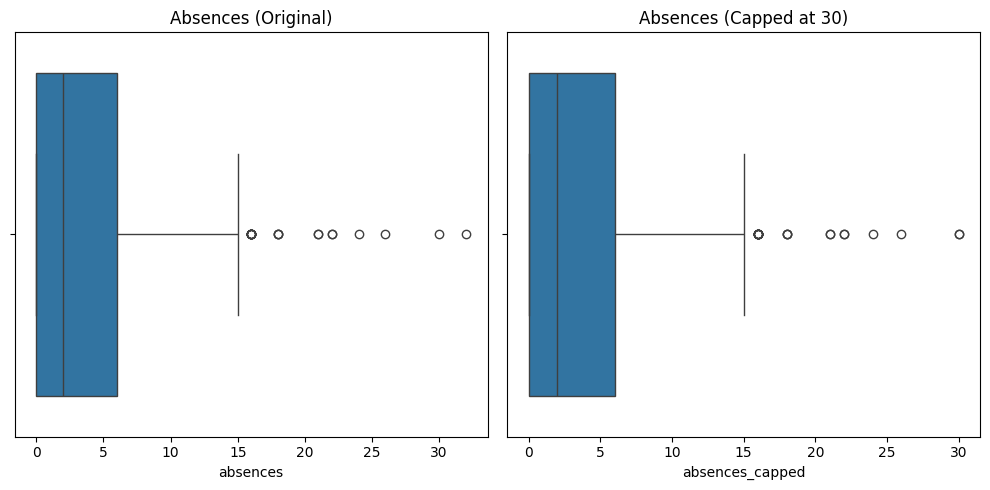 Absences (Original)
0 5 10 15 20 25 30
absences
Absences (Capped at 30)
0 5 10 15 20 25 30
absences_capped